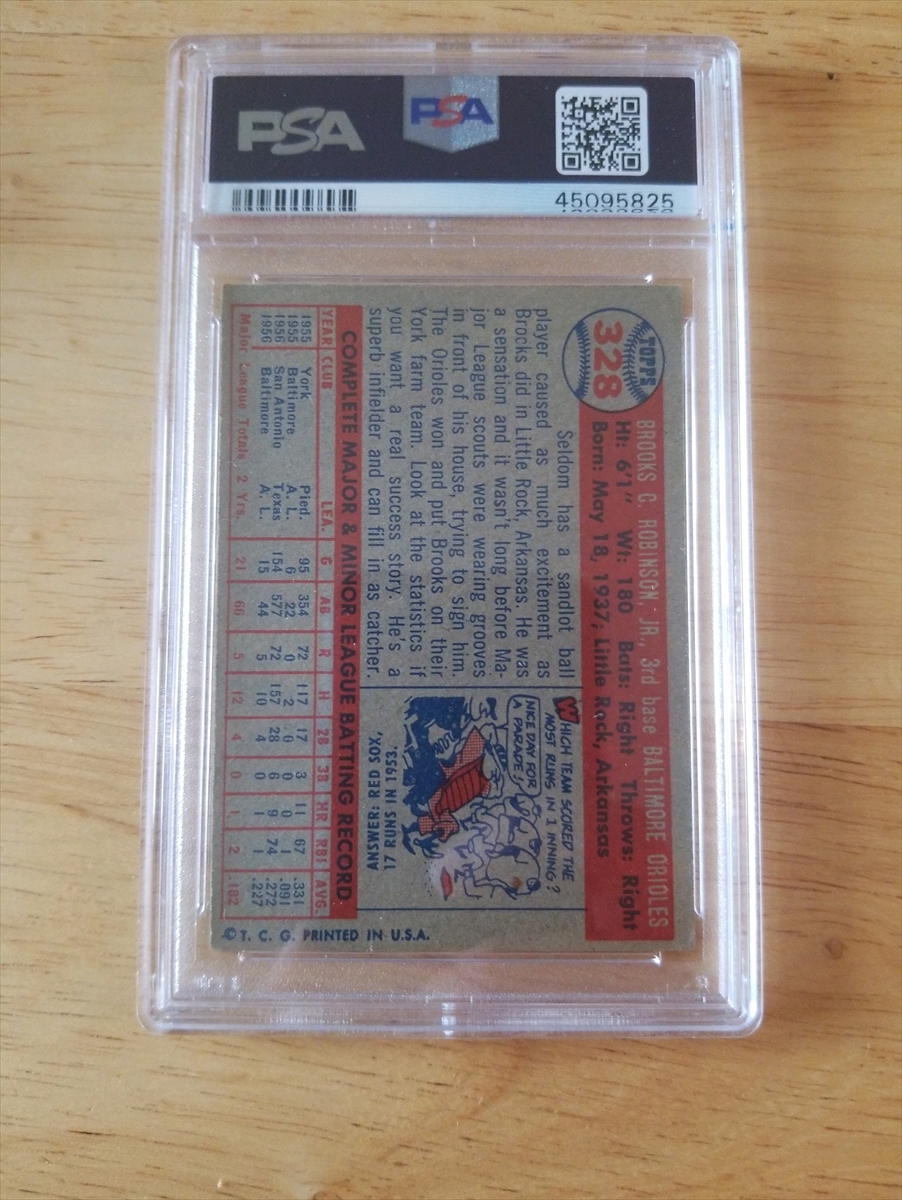 PSA
PSA
45095825
TOPPS
328
BROOKS C. ROBINSON, JR., 3rd base BALTIMORE ORIOLES
Ht: 6'1" Wt: 180 Bats: Right Throws: Right
Born: May 18, 1937; Little Rock, Arkansas
Seldom has a sandlot ball
player caused as much excitement as
Brocks did in Little Rock, Arkansas. He was
a sensation and it wasn't long before Ma-
jor League scouts were wearing grooves
in front of his house, trying to sign him.
The Orioles won and put Brooks on their
York farm team. Look at the statistics if
you want a real success story. He's a
superb infielder and can fill in as catcher.
WHICH TEAM SCORED THE
MOST RUNS IN 1 INNING?
NICE DAY FOR
A PARADE!
ANSWER: RED SOX,
17 RUNS IN 1953.
COMPLETE MAJOR & MINOR LEAGUE BATTING RECORD
YEAR CLUB LEA. G AB R H 2B 3B HR RBI AVG.
1955 York Pied. 95 354 72 117 17 3 11 67 .331
1955 Baltimore A. L. 6 22 0 2 0 0 0 1 .091
1956 San Antonio Texas 154 577 72 157 28 6 9 74 .272
1956 Baltimore A. L. 15 44 5 10 4 0 1 1 .227
Major League Totals 2 Yrs. 21 66 5 12 4 0 1 2 .182
© T. C. G. PRINTED IN U.S.A.